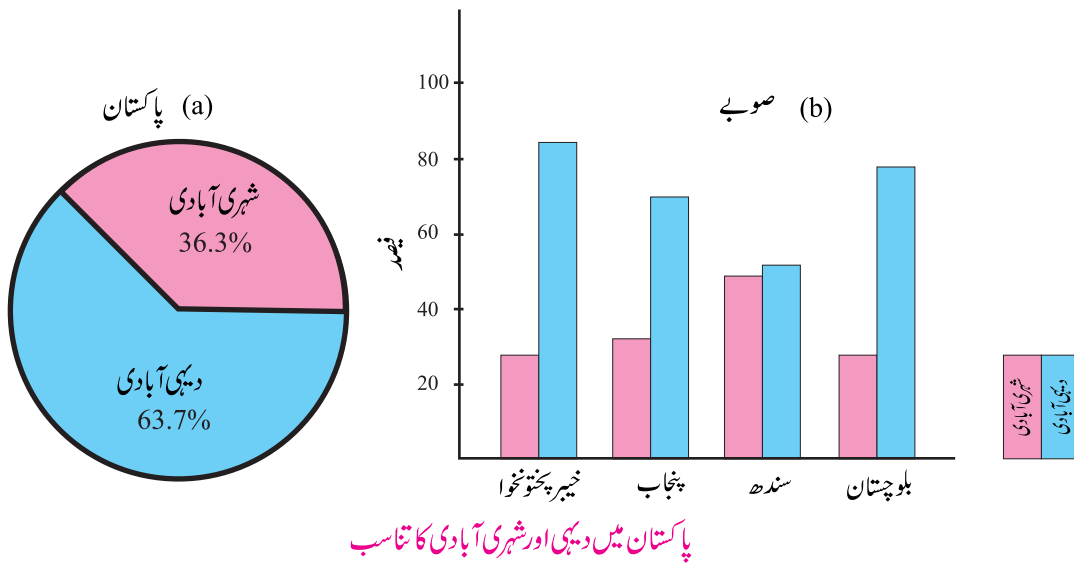 (a) پاکستان
شہری آبادی
36.3%
دیہی آبادی
63.7%
(b) صوبے
فیصد
100
80
60
40
20
خیبر پختونخوا
پنجاب
سندھ
بلوچستان
شہری آبادی
دیہی آبادی
پاکستان میں دیہی اور شہری آبادی کا تناسب